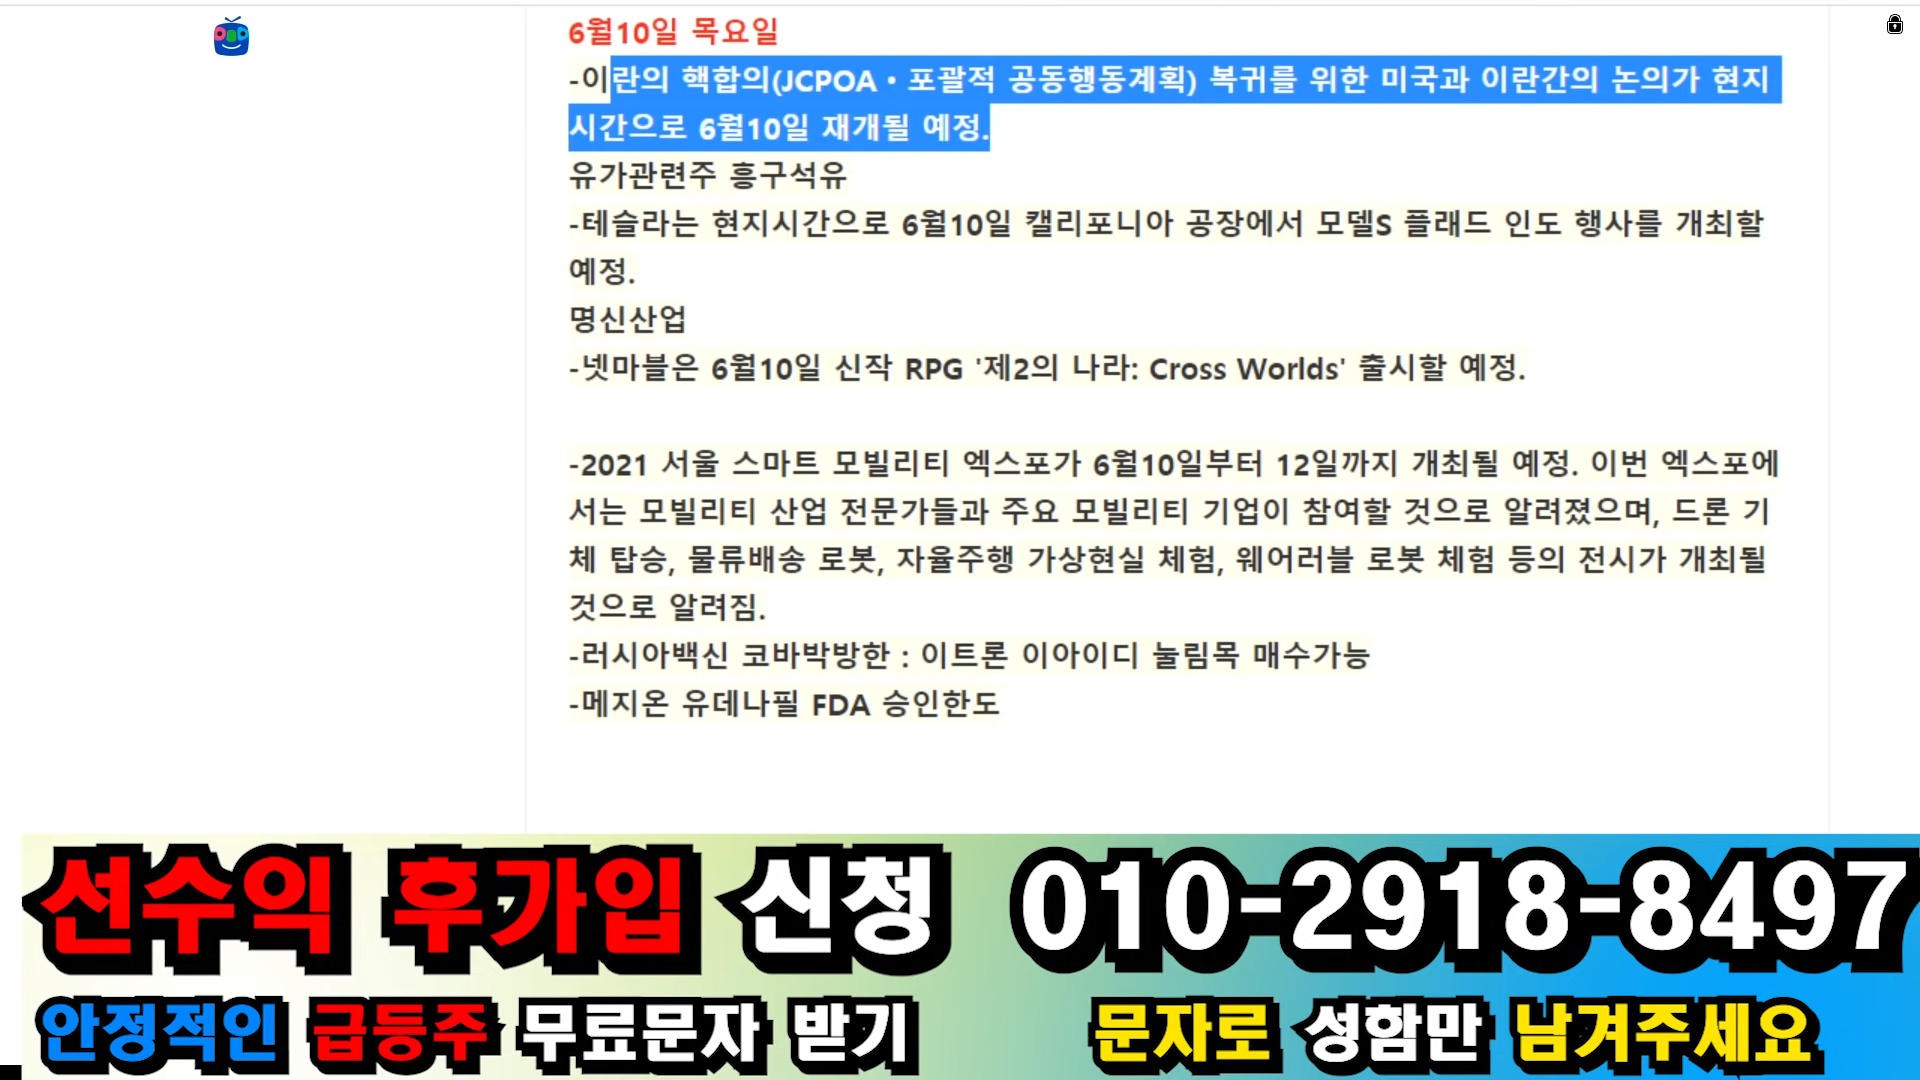 6월10일 목요일
-이란의 핵합의(JCPOA·포괄적 공동행동계획) 복귀를 위한 미국과 이란간의 논의가 현지
시간으로 6월10일 재개될 예정.
유가관련주 흥구석유
-테슬라는 현지시간으로 6월10일 캘리포니아 공장에서 모델S 플래드 인도 행사를 개최할
예정.
명신산업
-넷마블은 6월10일 신작 RPG '제2의 나라: Cross Worlds' 출시할 예정.
-2021 서울 스마트 모빌리티 엑스포가 6월10일부터 12일까지 개최될 예정. 이번 엑스포에
서는 모빌리티 산업 전문가들과 주요 모빌리티 기업이 참여할 것으로 알려졌으며, 드론 기
체 탑승, 물류배송 로봇, 자율주행 가상현실 체험, 웨어러블 로봇 체험 등의 전시가 개최될
것으로 알려짐.
-러시아백신 코바박방한 : 이트론 이아이디 눌림목 매수가능
-메지온 유데나필 FDA 승인한도
선수익 후가입 신청 010-2918-8497
안정적인 급등주 무료문자 받기 문자로 성함만 남겨주세요